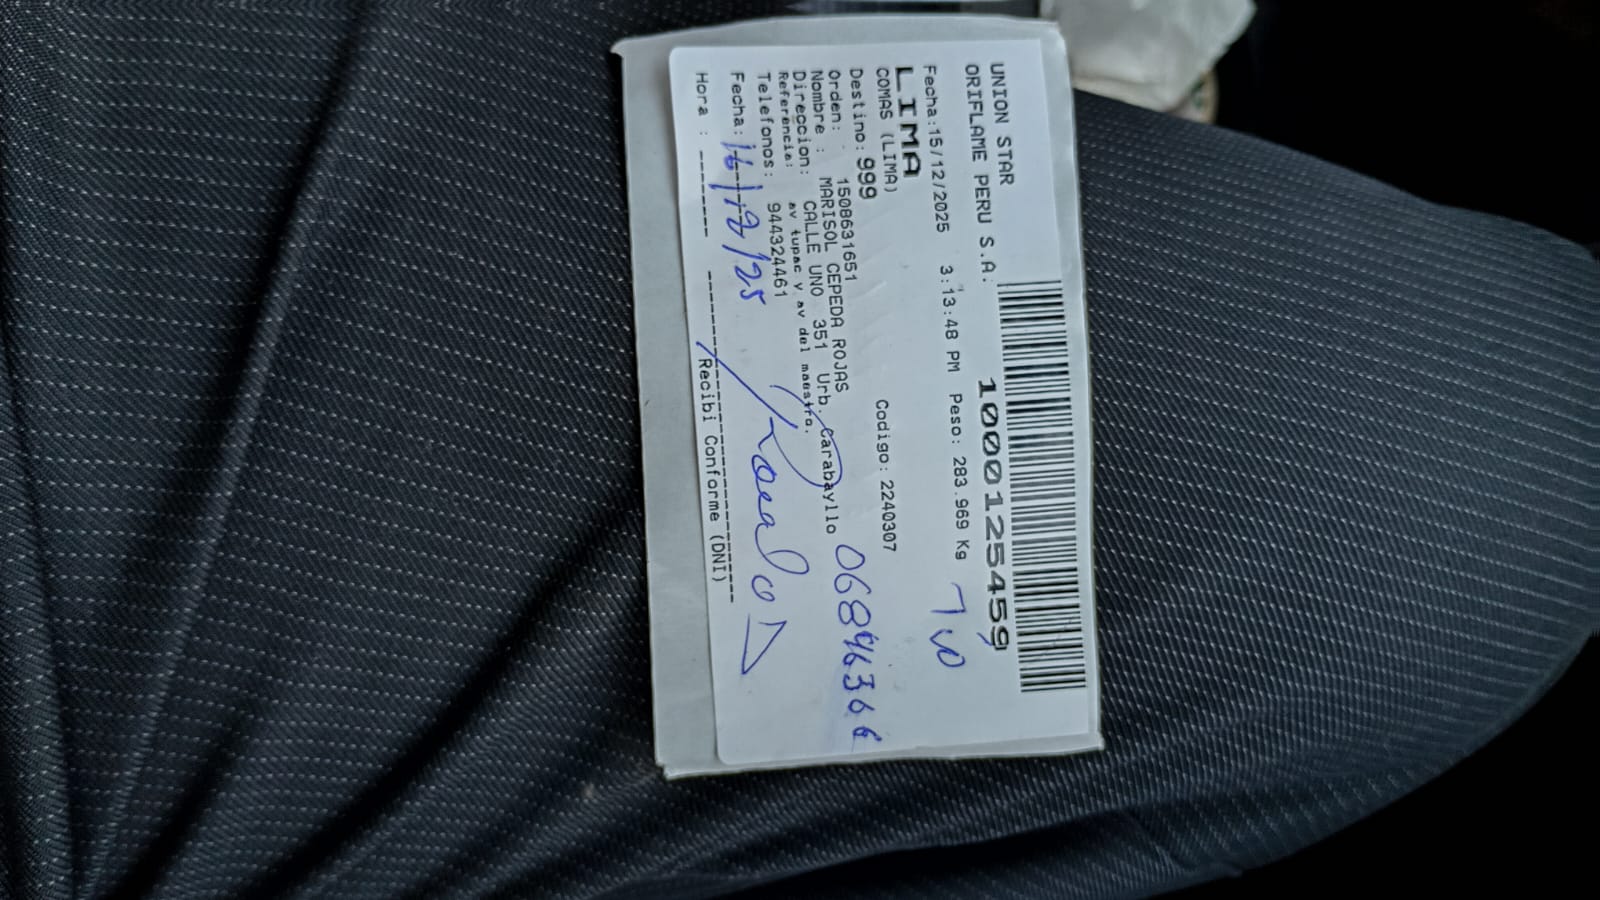 UNION STAR
ORIFLAME PERU S.A.
1000125459
Fecha:15/12/2025 3:13:48 PM Peso: 283.969 Kg
LIMA
COMAS (LIMA) Codigo: 2240307
Destino: 999
Orden: 1508631651
Nombre : MARISOL CEPEDA ROJAS
Direccion: CALLE UNO 351 Urb. Carabayllo
Referencia: av tupac y av del maestro.
Telefonos: 944324461
Fecha: 16/12/25
Hora : Recibi Conforme (DNI)